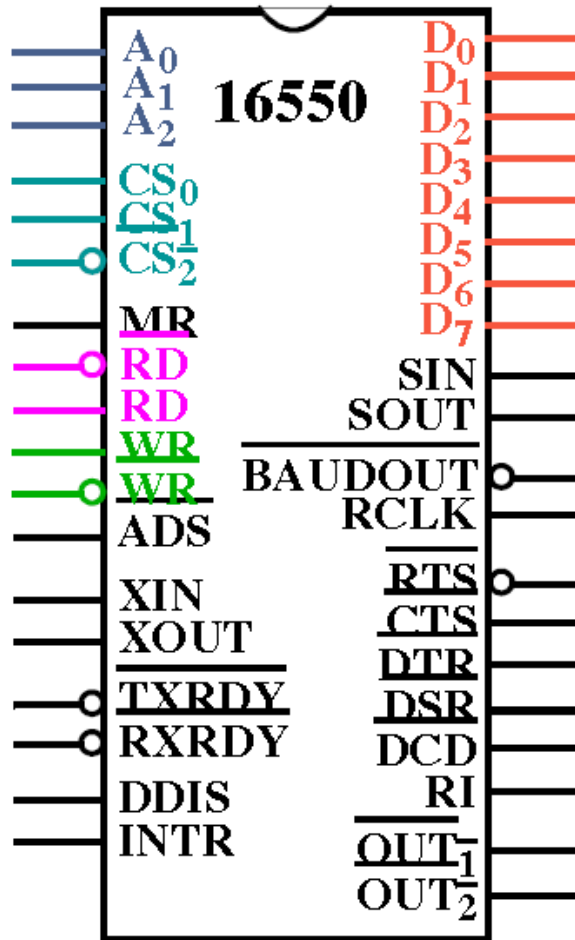 16550
A0
A1
A2
CS0
CS1
CS2
MR
RD
RD
WR
WR
ADS
XIN
XOUT
TXRDY
RXRDY
DDIS
INTR
D0
D1
D2
D3
D4
D5
D6
D7
SIN
SOUT
BAUDOUT
RCLK
RTS
CTS
DTR
DSR
DCD
RI
OUT1
OUT2